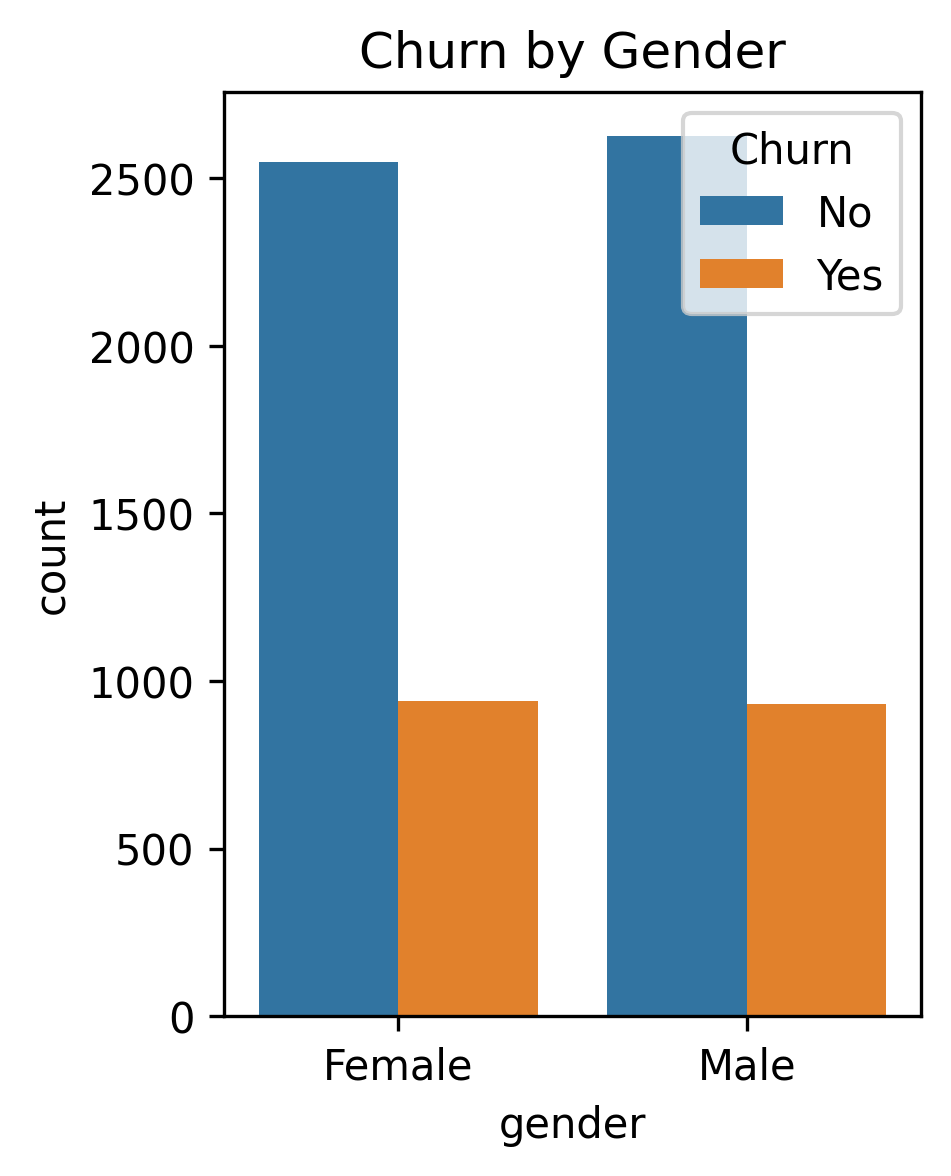 Churn by Gender
Churn
No
Yes
2500
2000
1500
1000
500
0
count
Female
Male
gender